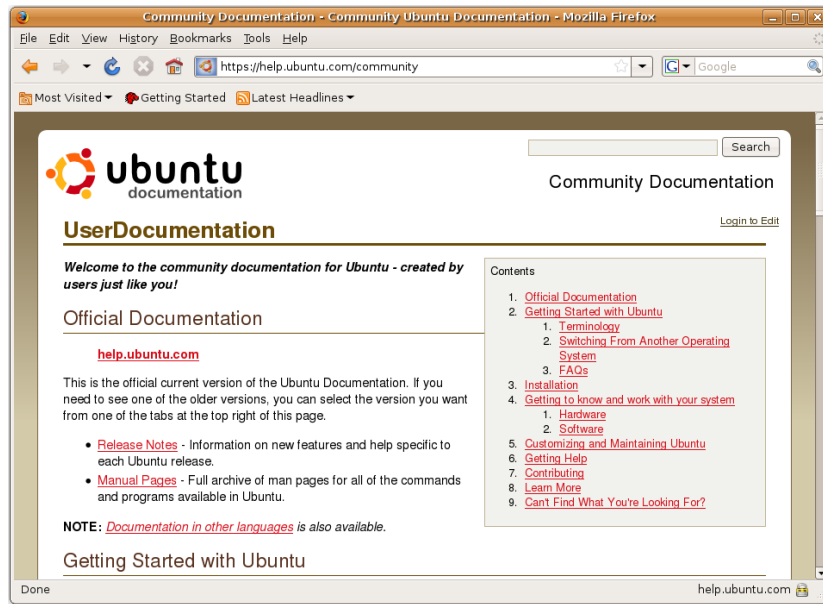 Community Documentation - Community Ubuntu Documentation - Mozilla Firefox
File Edit View History Bookmarks Tools Help
https://help.ubuntu.com/community
G Google
Most Visited Getting Started Latest Headlines
Search
ubuntu
documentation
Community Documentation
Login to Edit
UserDocumentation
Welcome to the community documentation for Ubuntu - created by
users just like you!
Official Documentation
help.ubuntu.com
This is the official current version of the Ubuntu Documentation. If you
need to see one of the older versions, you can select the version you want
from one of the tabs at the top right of this page.
• Release Notes - Information on new features and help specific to
each Ubuntu release.
• Manual Pages - Full archive of man pages for all of the commands
and programs available in Ubuntu.
NOTE: Documentation in other languages is also available.
Contents
1. Official Documentation
2. Getting Started with Ubuntu
1. Terminology
2. Switching From Another Operating
System
3. FAQs
3. Installation
4. Getting to know and work with your system
1. Hardware
2. Software
5. Customizing and Maintaining Ubuntu
6. Getting Help
7. Contributing
8. Learn More
9. Can't Find What You're Looking For?
Getting Started with Ubuntu
Done
help.ubuntu.com